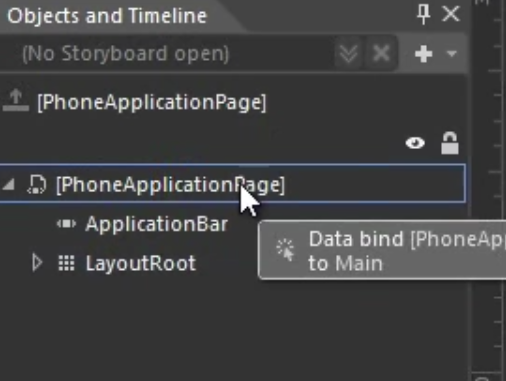 Objects and Timeline
(No Storyboard open)
[PhoneApplicationPage]
[PhoneApplicationPage]
ApplicationBar
LayoutRoot
Data bind [PhoneApp
to Main